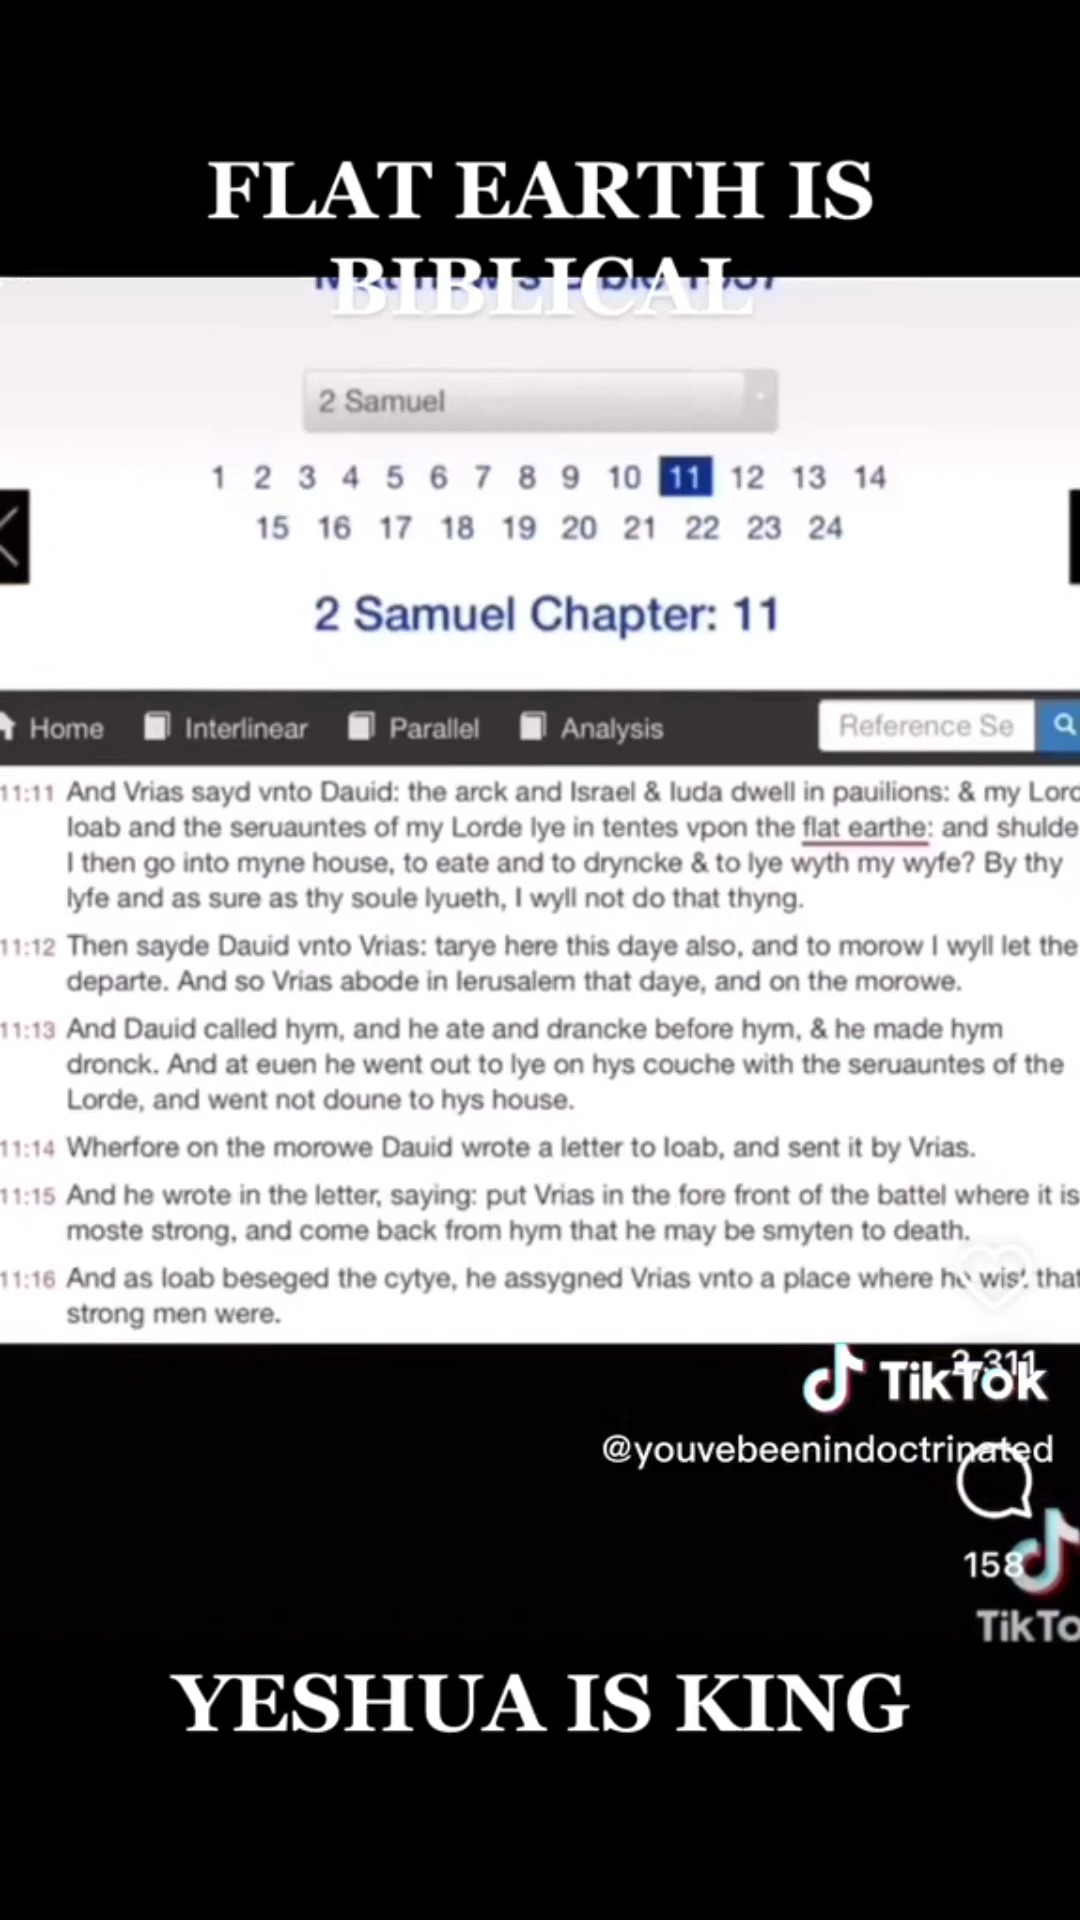 FLAT EARTH IS
BIBLICAL
2 Samuel
1 2 3 4 5 6 7 8 9 10 11 12 13 14
15 16 17 18 19 20 21 22 23 24
2 Samuel Chapter: 11
Home Interlinear Parallel Analysis Reference Se
11:11 And Vrias sayd vnto Dauid: the arck and Israel & Iuda dwell in pauilions: & my Lord
Ioab and the seruauntes of my Lorde lye in tentes vpon the flat earthe: and shulde
I then go into myne house, to eate and to dryncke & to lye wyth my wyfe? By thy
lyfe and as sure as thy soule lyueth, I wyll not do that thyng.
11:12 Then sayde Dauid vnto Vrias: tarye here this daye also, and to morow I wyll let the
departe. And so Vrias abode in Ierusalem that daye, and on the morowe.
11:13 And Dauid called hym, and he ate and drancke before hym, & he made hym
dronck. And at euen he went out to lye on hys couche with the seruauntes of the
Lorde, and went not doune to hys house.
11:14 Wherfore on the morowe Dauid wrote a letter to Ioab, and sent it by Vrias.
11:15 And he wrote in the letter, saying: put Vrias in the fore front of the battel where it is
moste strong, and come back from hym that he may be smyten to death.
11:16 And as Ioab beseged the cytye, he assygned Vrias vnto a place where he wist that
strong men were.
2,311
TikTok
@youvebeenindoctrinated
158
TikTo
YESHUA IS KING